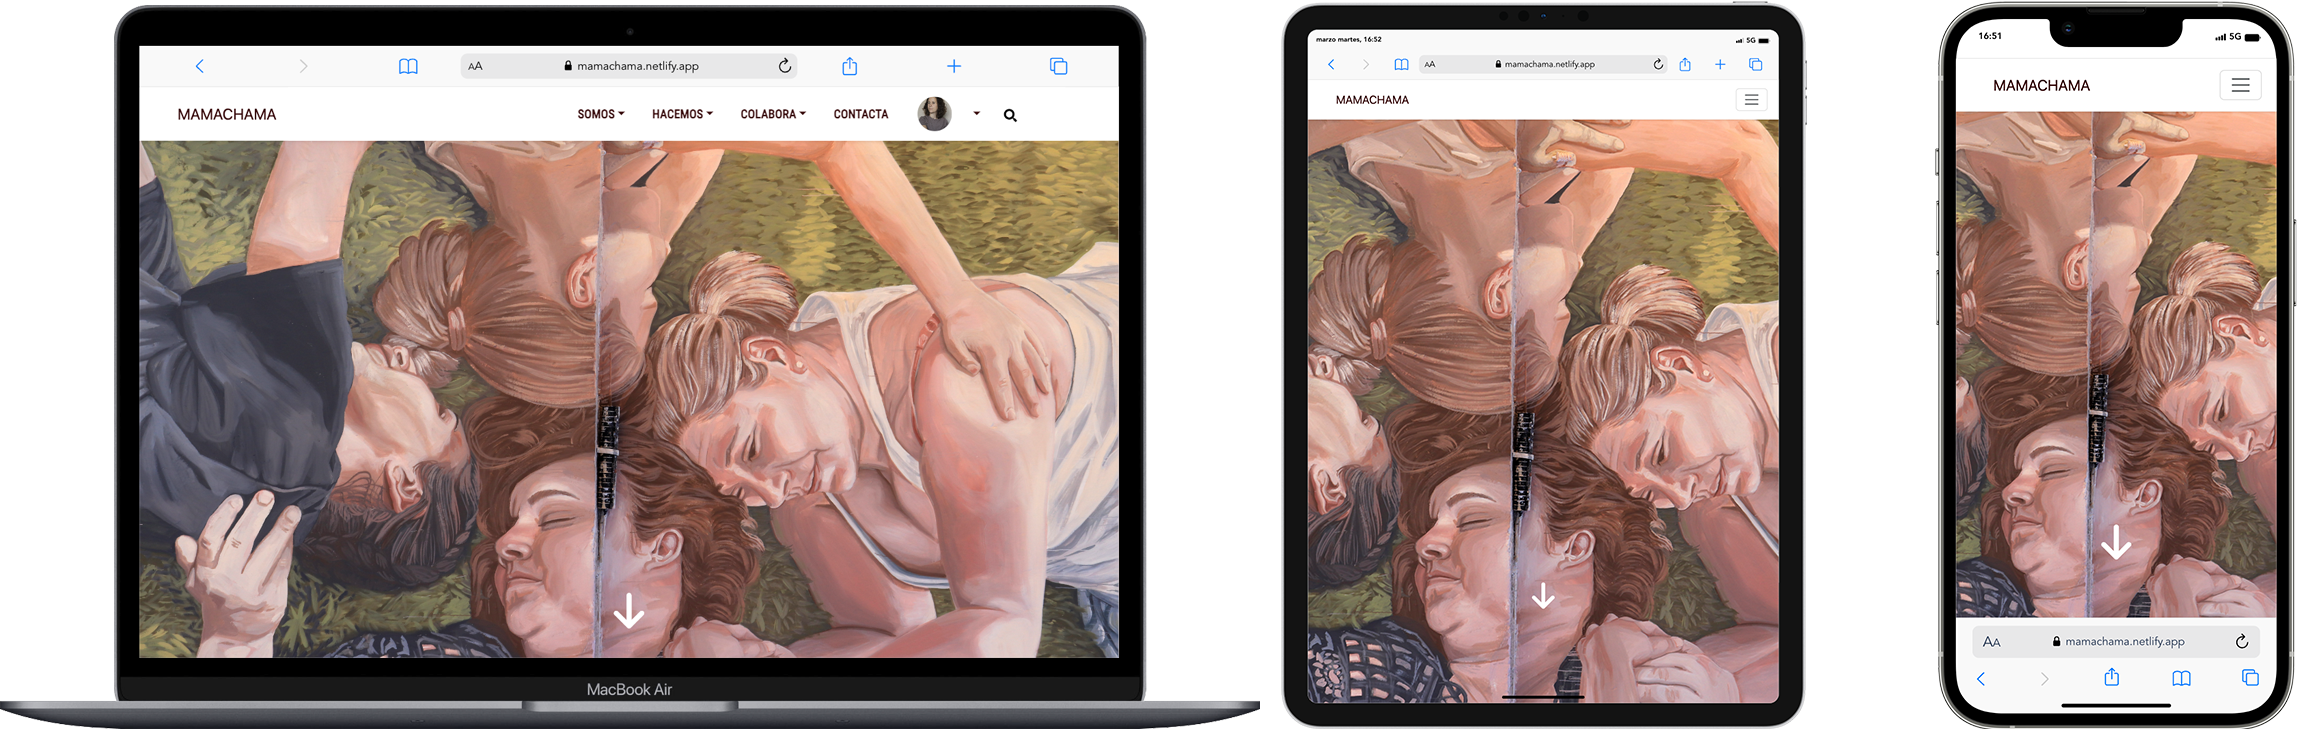 AA mamachama.netlify.app
MAMACHAMA SOMOS HACEMOS COLABORA CONTACTA
MacBook Air
marzo martes, 16:52 5G
AA mamachama.netlify.app
MAMACHAMA
16:51 5G
MAMACHAMA
AA mamachama.netlify.app